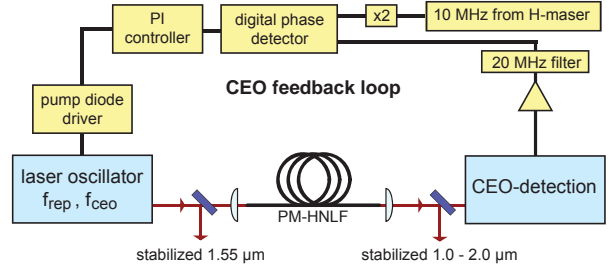 PI
controller
digital phase
detector
x2
10 MHz from H-maser
20 MHz filter
CEO feedback loop
pump diode
driver
laser oscillator
frep , fceo
PM-HNLF
CEO-detection
stabilized 1.55 µm
stabilized 1.0 - 2.0 µm